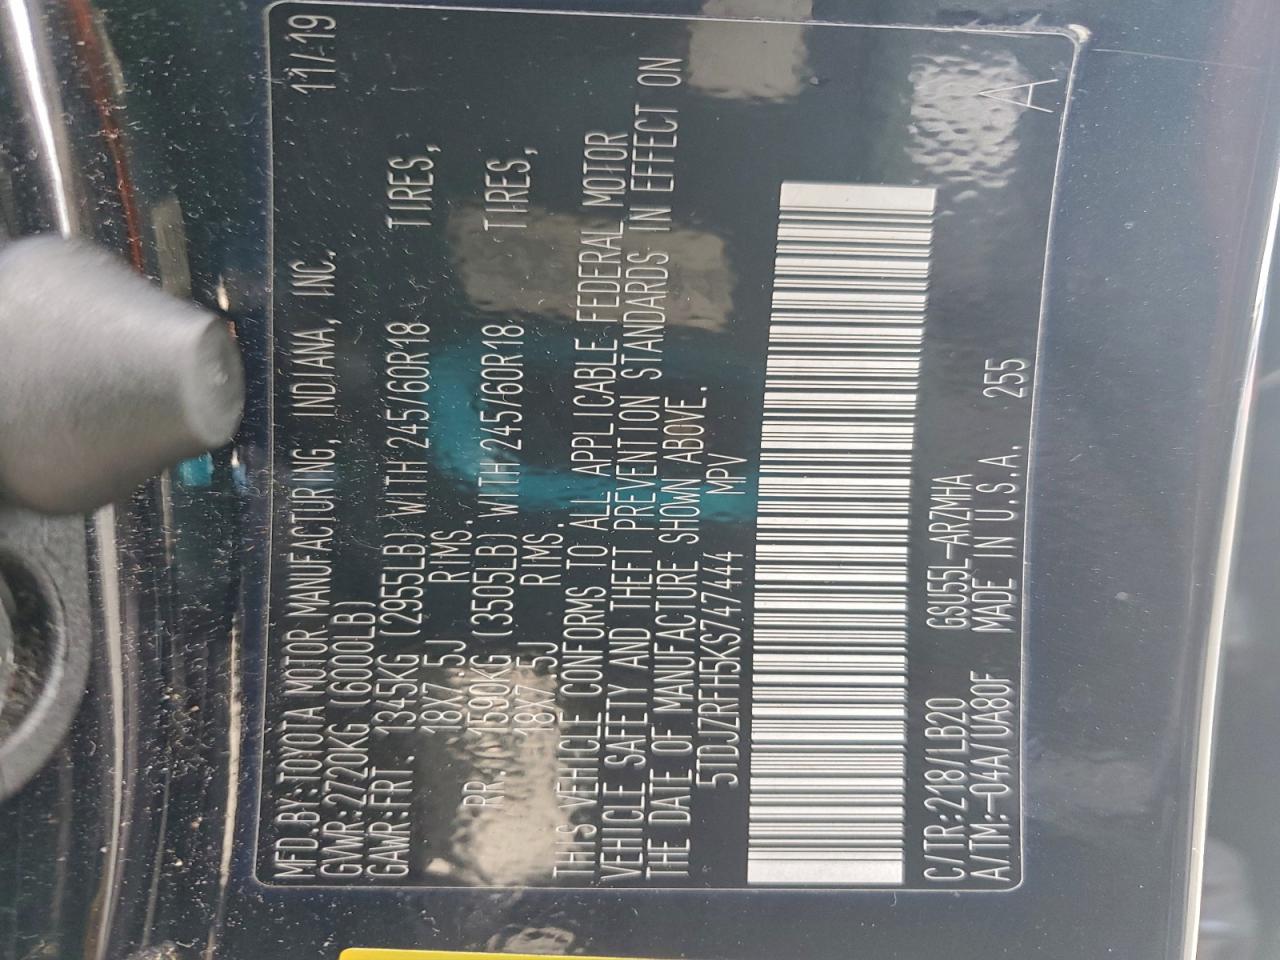 MFD.BY:TOYOTA MOTOR MANUFACTURING, INDIANA, INC. 11/19
GVWR:2720KG (6000LB)
GAWR:FRT. 1345KG (2955LB) WITH 245/60R18 TIRES,
18X7.5J RIMS.
RR. 1590KG (3505LB) WITH 245/60R18 TIRES,
18X7.5J RIMS.
THIS VEHICLE CONFORMS TO ALL APPLICABLE FEDERAL MOTOR
VEHICLE SAFETY AND THEFT PREVENTION STANDARDS IN EFFECT ON
THE DATE OF MANUFACTURE SHOWN ABOVE.
5TDJZRFH5KS747444 MPV
C/TR:218/LB20 GSU55L-ARZMHA
A/TM:-04A/UA80F MADE IN U.S.A. 255
A